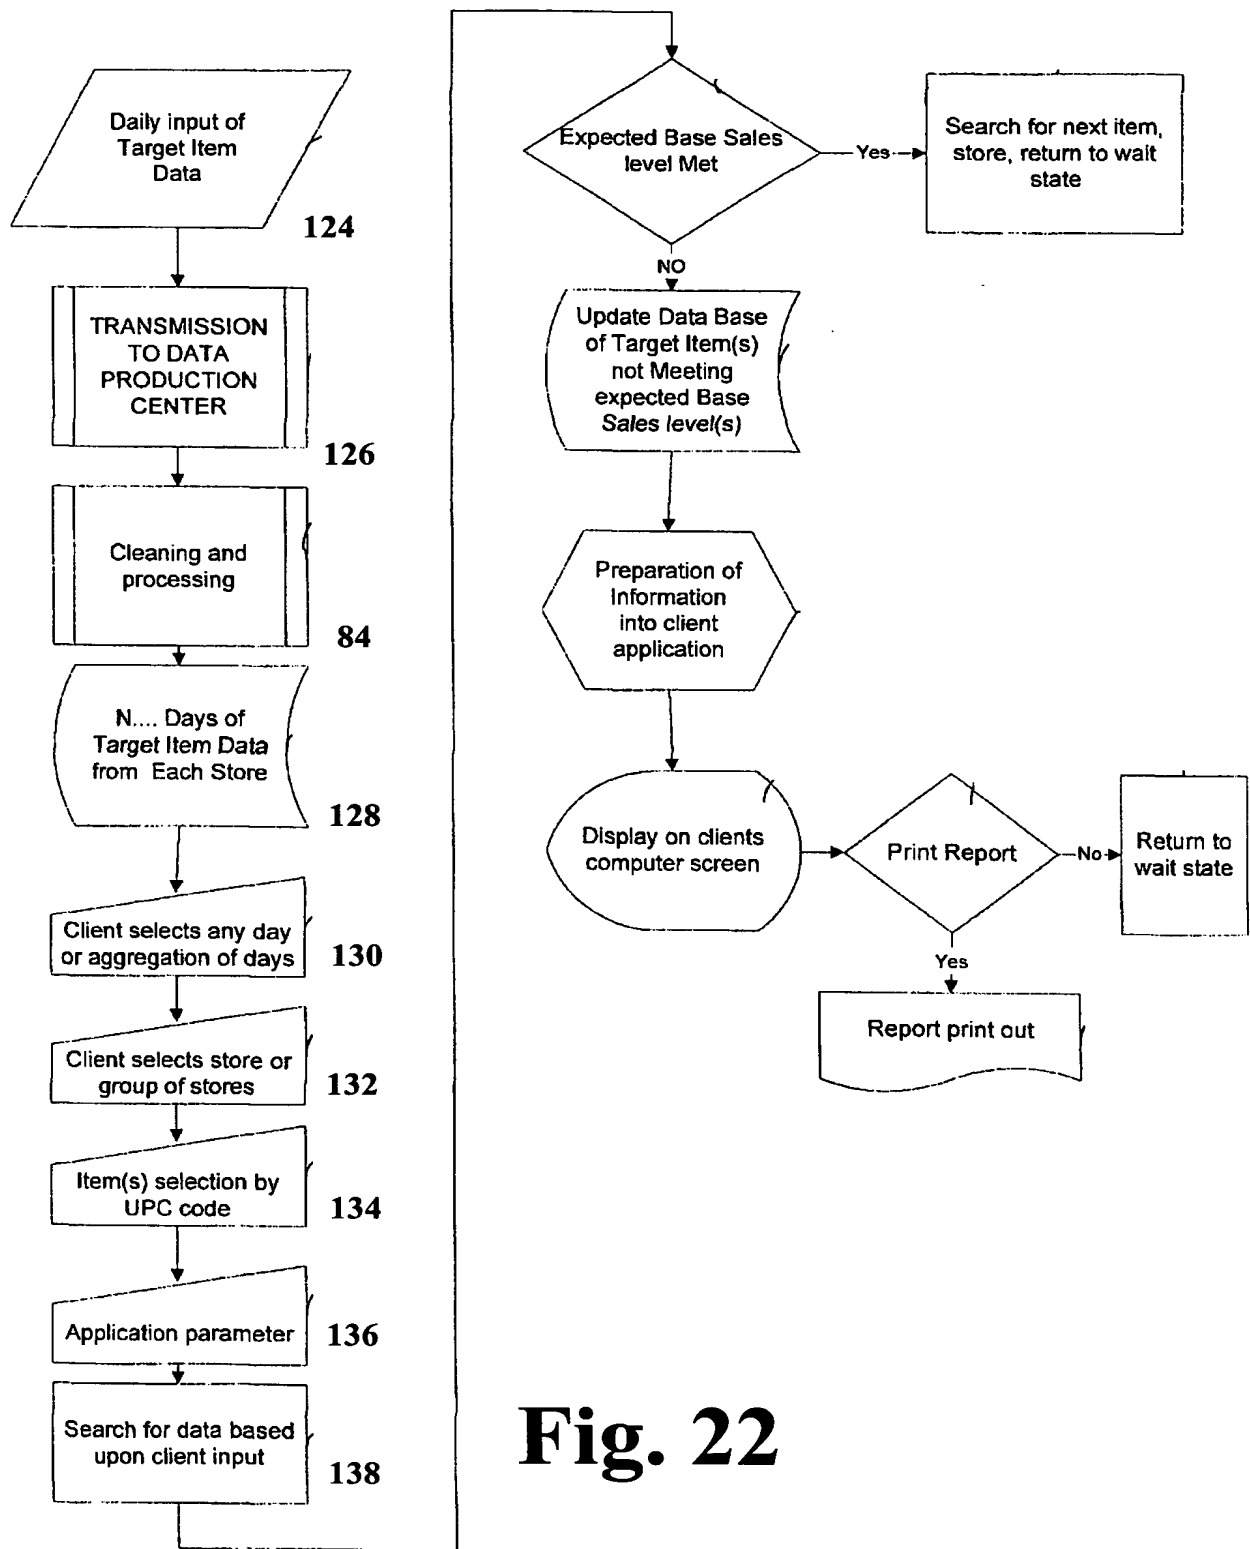 Daily input of
Target Item
Data
124
TRANSMISSION
TO DATA
PRODUCTION
CENTER
126
Cleaning and
processing
84
N.... Days of
Target Item Data
from Each Store
128
Client selects any day
or aggregation of days
130
Client selects store or
group of stores
132
Item(s) selection by
UPC code
134
Application parameter
136
Search for data based
upon client input
138
Expected Base Sales
level Met
Yes
Search for next item,
store, return to wait
state
NO
Update Data Base
of Target Item(s)
not Meeting
expected Base
Sales level(s)
Preparation of
Information
into client
application
Display on clients
computer screen
Print Report
No
Return to
wait state
Yes
Report print out
Fig. 22